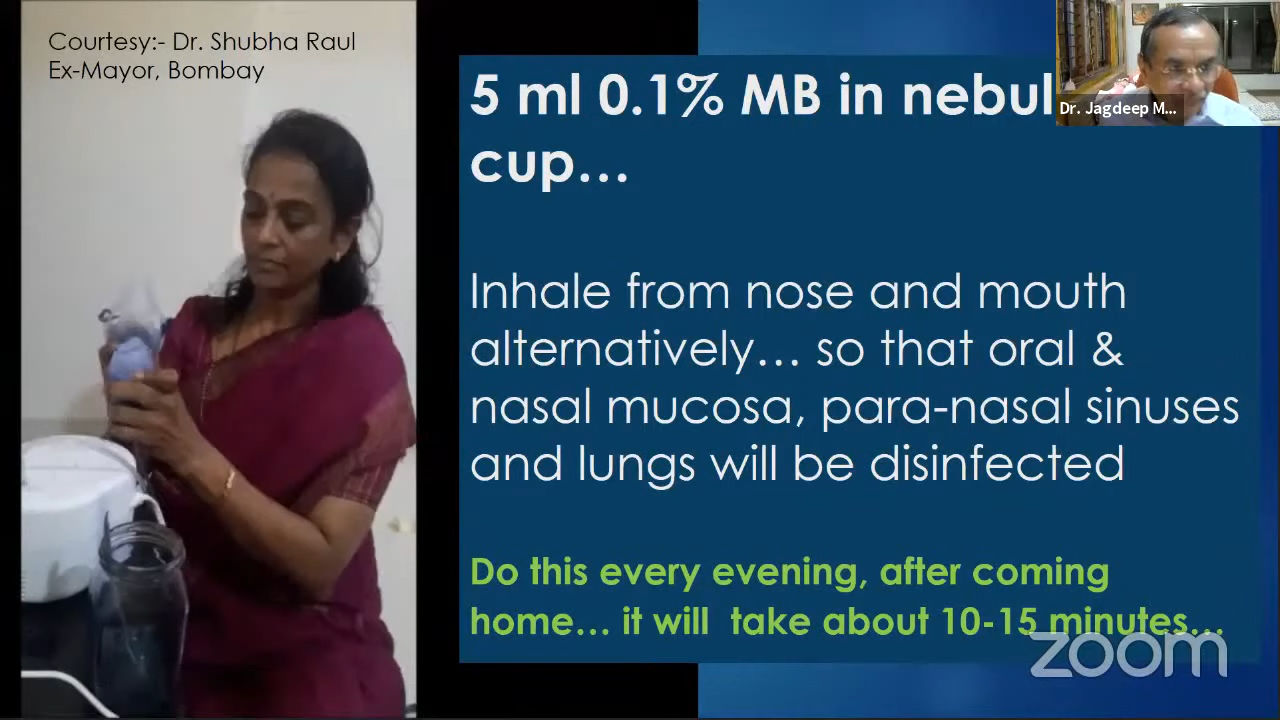 Courtesy:- Dr. Shubha Raul
Ex-Mayor, Bombay
5 ml 0.1% MB in nebul
cup...
Dr. Jagdeep M...
Inhale from nose and mouth
alternatively... so that oral &
nasal mucosa, para-nasal sinuses
and lungs will be disinfected
Do this every evening, after coming
home... it will take about 10-15 minutes...
zoom